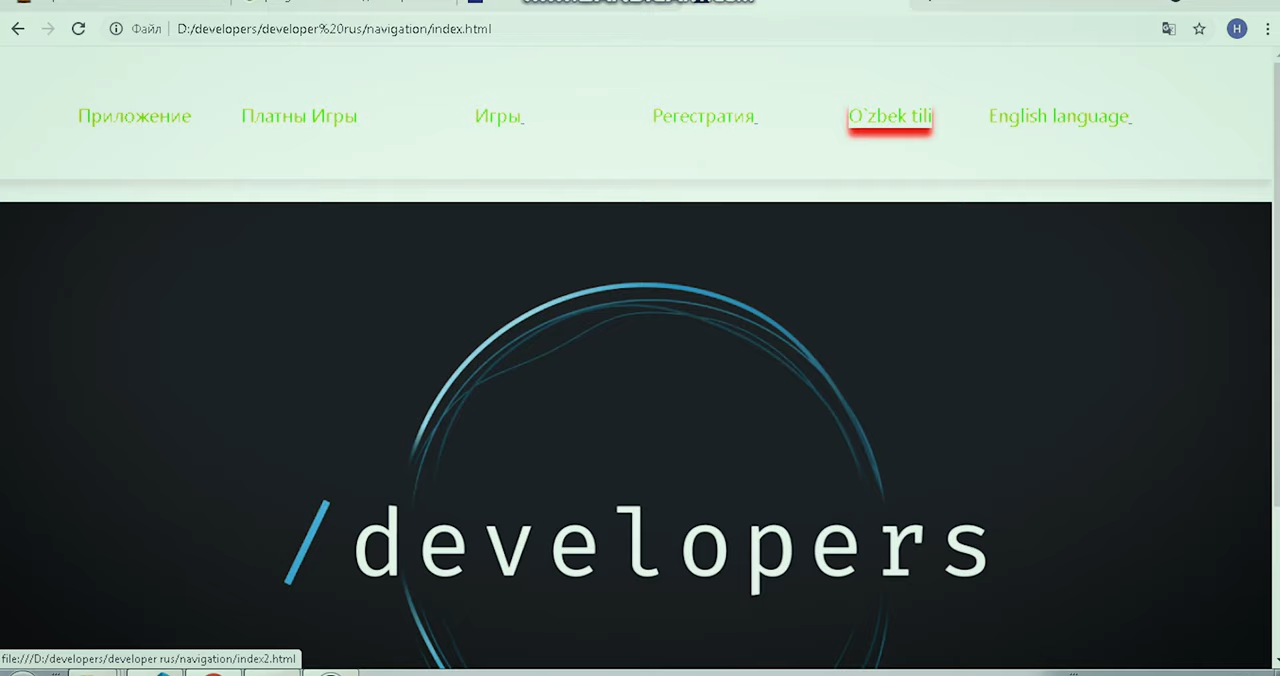 Файл D:/developers/developer%20rus/navigation/index.html H
Приложение Платны Игры Игры Регестратия O`zbek tili English language
/developers
file:///D:/developers/developer rus/navigation/index2.html